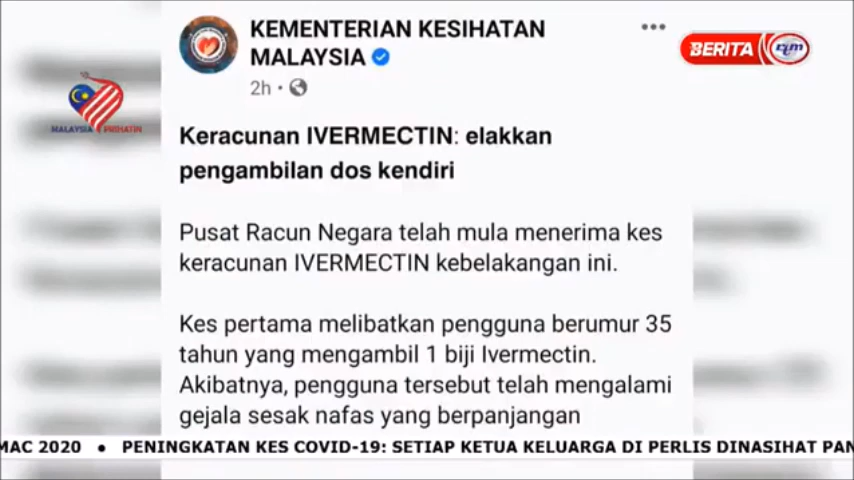 KEMENTERIAN KESIHATAN
MALAYSIA
2h
BERITA
rtm
MALAYSIA PRIHATIN
Keracunan IVERMECTIN: elakkan
pengambilan dos kendiri
Pusat Racun Negara telah mula menerima kes
keracunan IVERMECTIN kebelakangan ini.
Kes pertama melibatkan pengguna berumur 35
tahun yang mengambil 1 biji Ivermectin.
Akibatnya, pengguna tersebut telah mengalami
gejala sesak nafas yang berpanjangan
MAC 2020 • PENINGKATAN KES COVID-19: SETIAP KETUA KELUARGA DI PERLIS DINASIHAT PAN